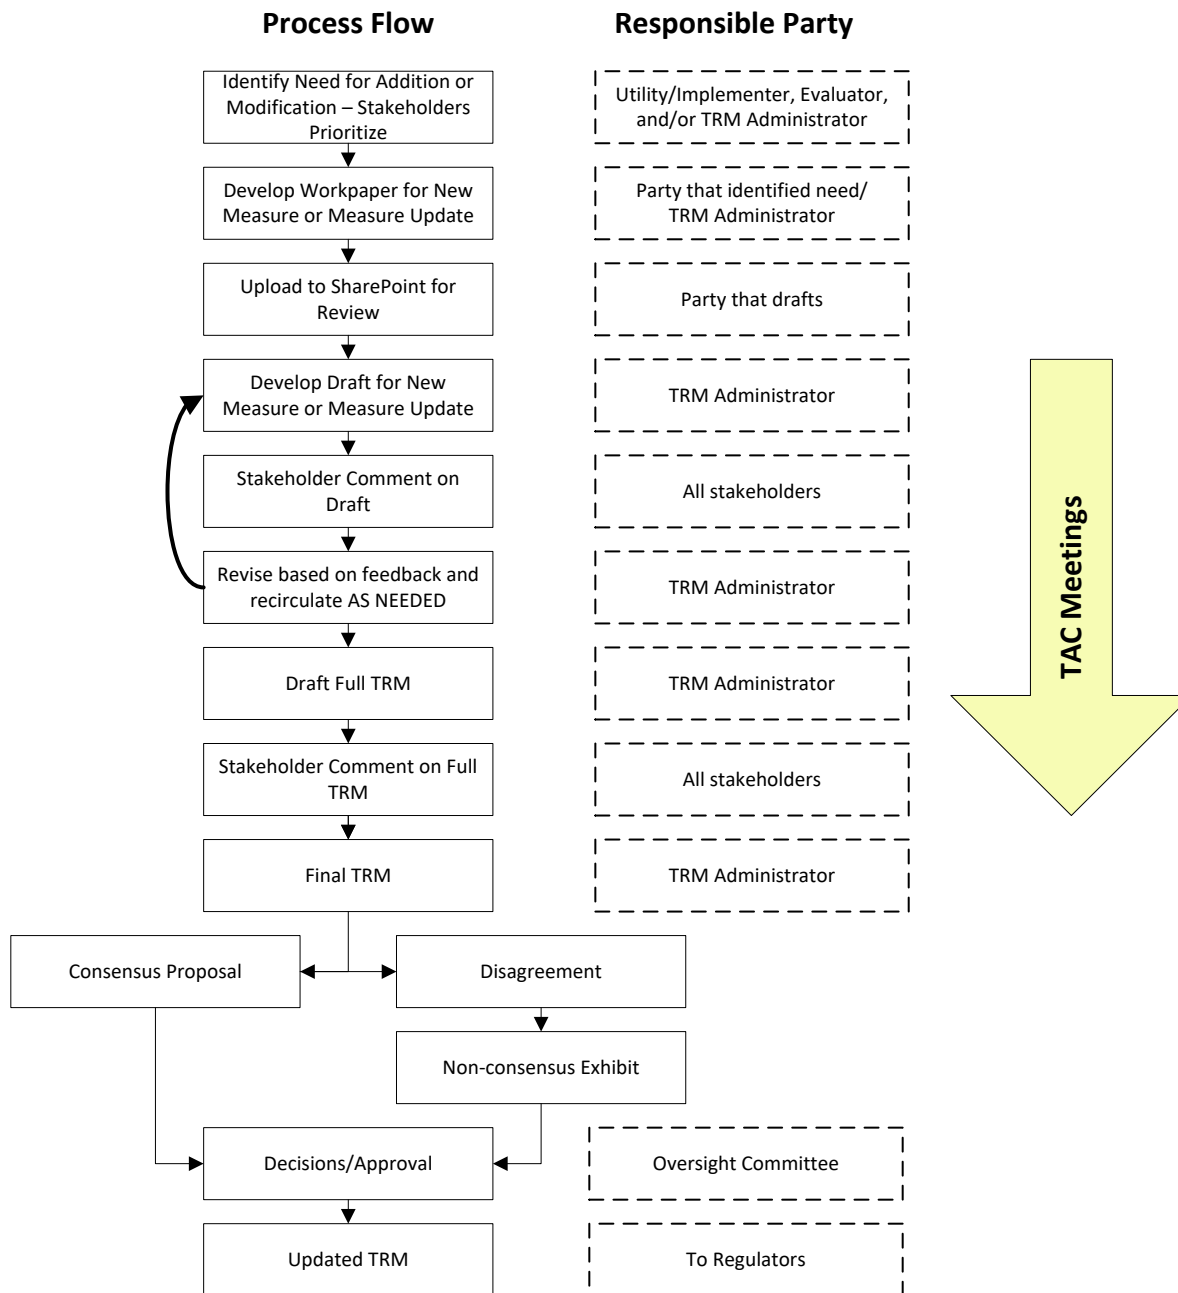 Process Flow
Responsible Party
Identify Need for Addition or
Modification – Stakeholders
Prioritize
Utility/Implementer, Evaluator,
and/or TRM Administrator
Develop Workpaper for New
Measure or Measure Update
Party that identified need/
TRM Administrator
Upload to SharePoint for
Review
Party that drafts
Develop Draft for New
Measure or Measure Update
TRM Administrator
Stakeholder Comment on
Draft
All stakeholders
Revise based on feedback and
recirculate AS NEEDED
TRM Administrator
Draft Full TRM
TRM Administrator
Stakeholder Comment on Full
TRM
All stakeholders
Final TRM
TRM Administrator
TAC Meetings
Consensus Proposal
Disagreement
Non-consensus Exhibit
Decisions/Approval
Oversight Committee
Updated TRM
To Regulators